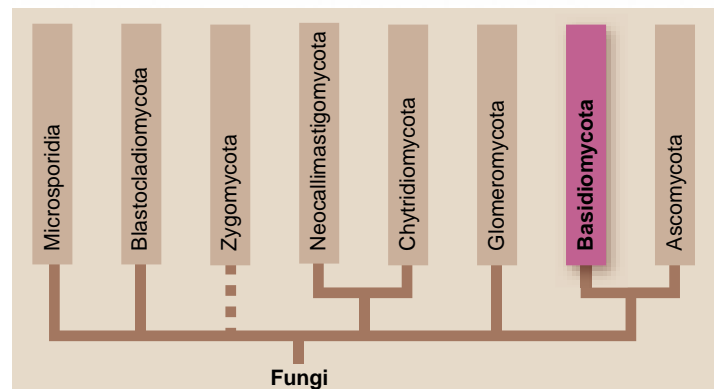 Microsporidia
Blastocladiomycota
Zygomycota
Neocallimastigomycota
Chytridiomycota
Glomeromycota
Basidiomycota
Ascomycota
Fungi